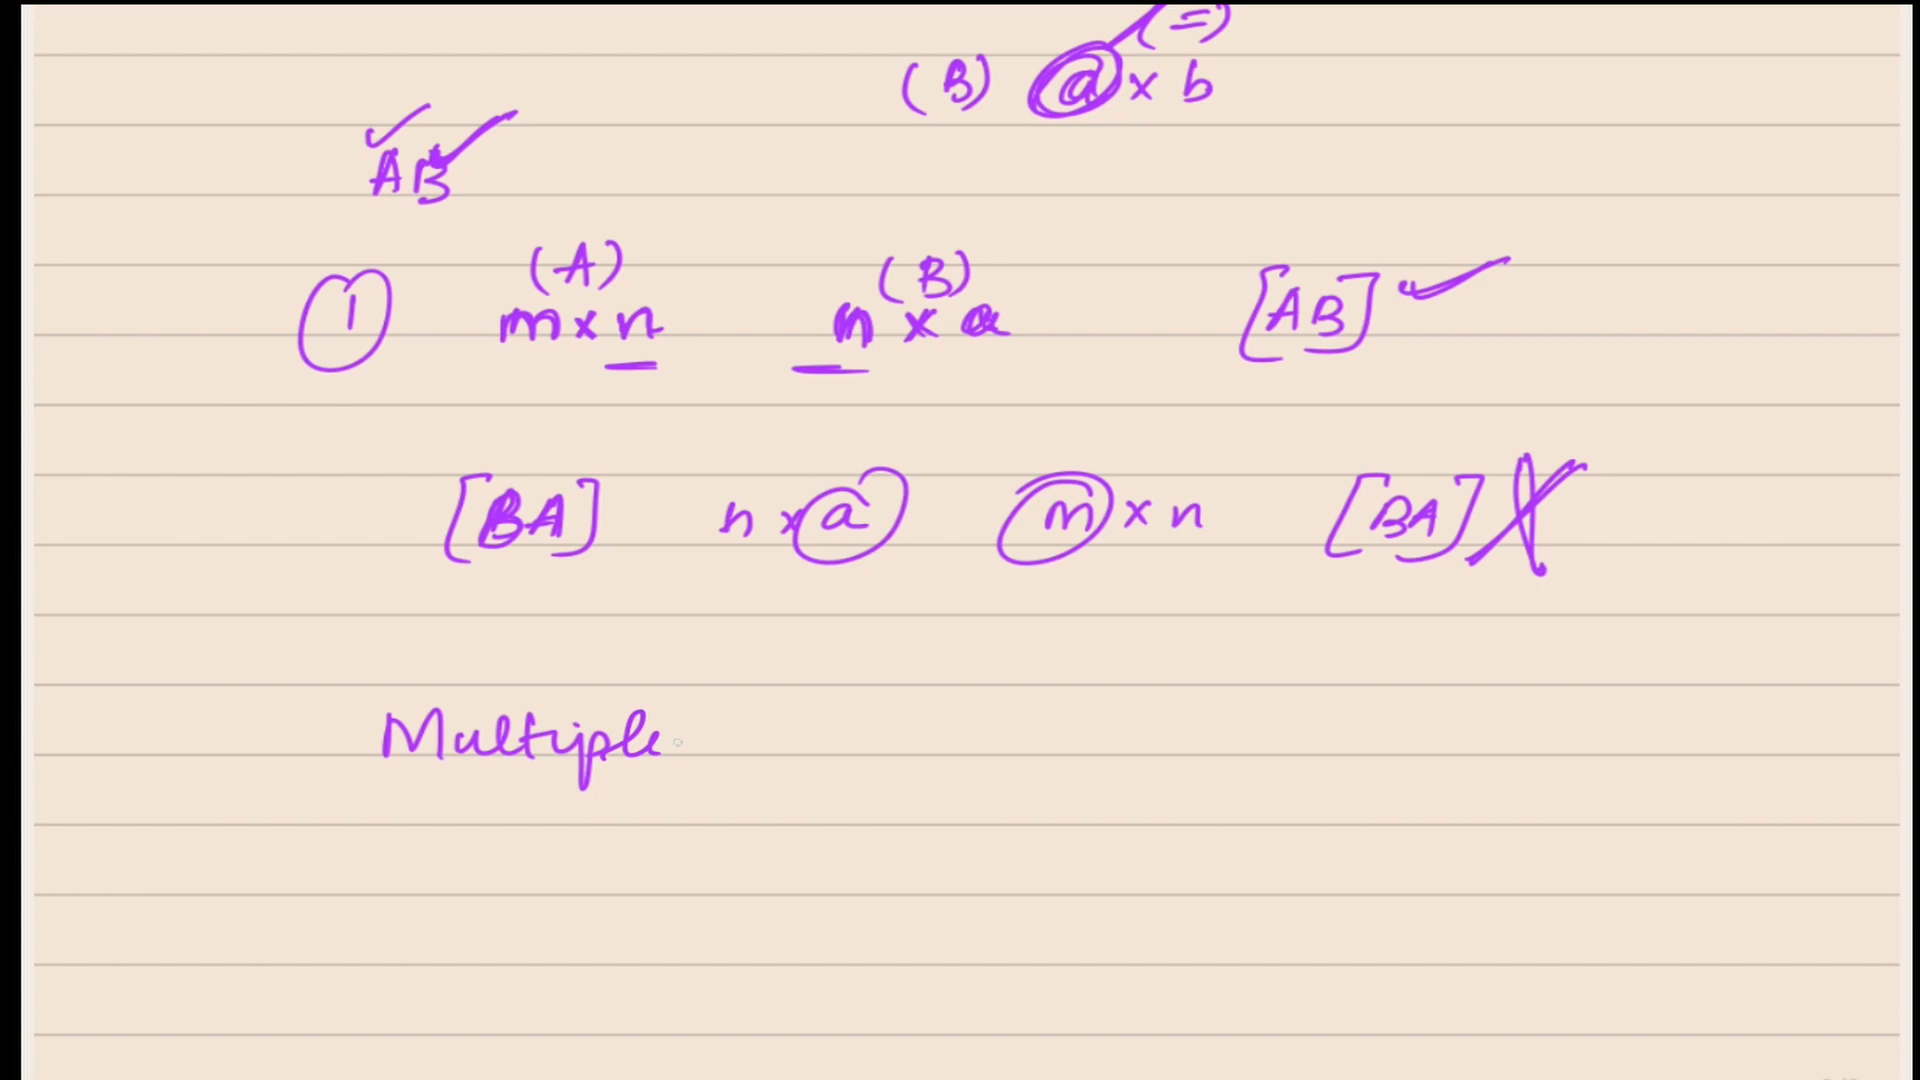 (=)
(B) a × b
AB
(A) (B)
① m × n n × a [AB] ✓
[BA] n × a m × n [BA] ✗
Multiple